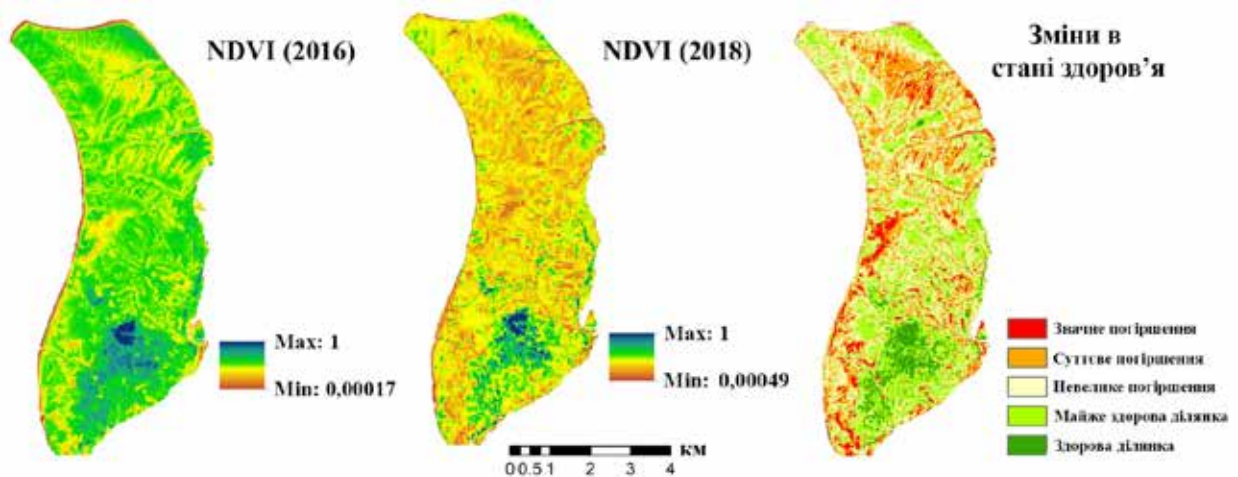 NDVI (2016)
NDVI (2018)
Зміни в
стані здоров’я
Max: 1
Min: 0,00017
Max: 1
Min: 0,00049
км
0 0.5 1 2 3 4
Значне погіршення
Суттєве погіршення
Невелике погіршення
Майже здорова ділянка
Здорова ділянка